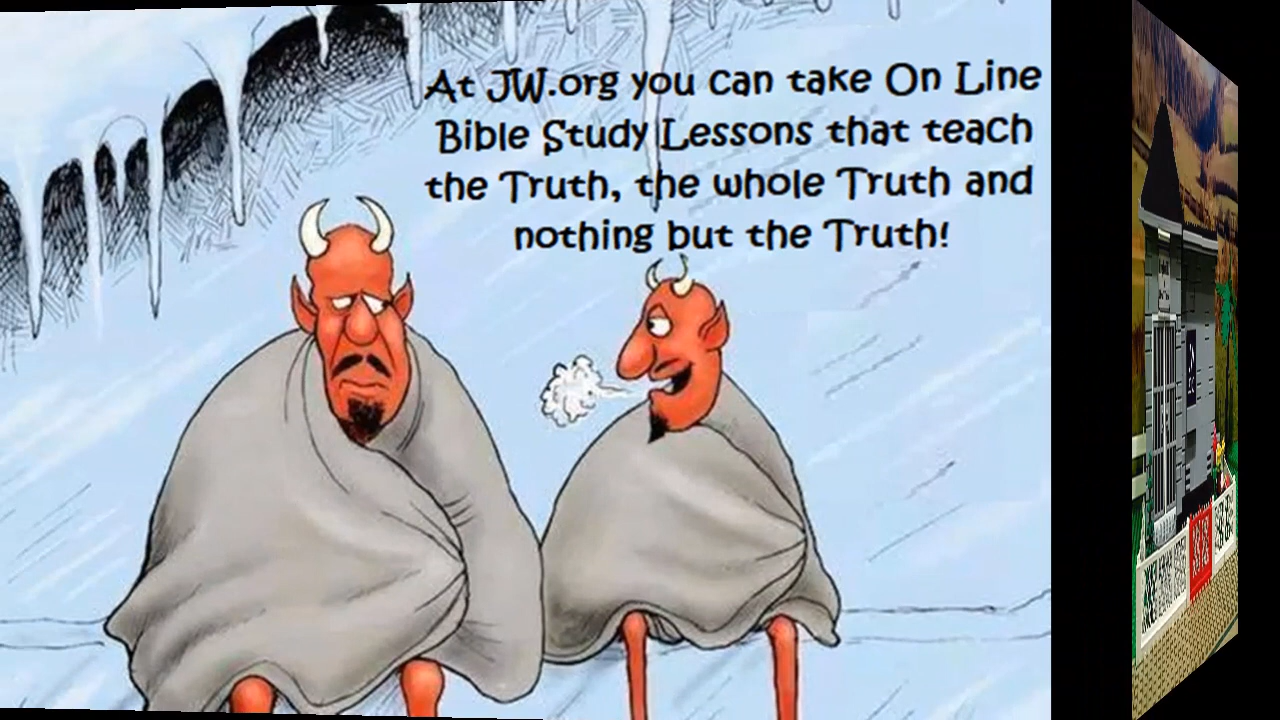 At JW.org you can take On Line
Bible Study Lessons that teach
the Truth, the whole Truth and
nothing but the Truth!